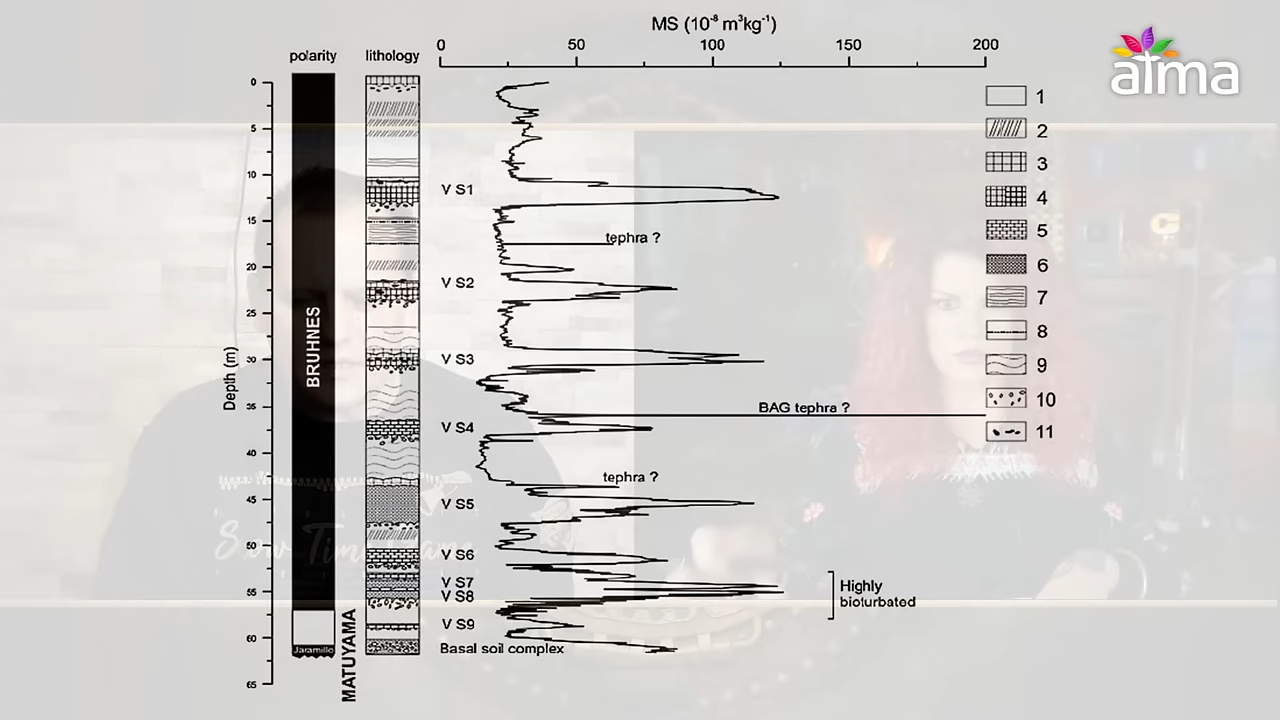 MS (10⁻⁸ m³kg⁻¹)
0 50 100 150 200
polarity lithology
alma
0
5
10
15
20
25
30
35
40
45
50
55
60
65
Depth (m)
BRUHNES
Jaramillo
MATUYAMA
V S1
tephra ?
V S2
V S3
BAG tephra ?
V S4
tephra ?
V S5
V S6
V S7
V S8
V S9
Basal soil complex
Highly
bioturbated
1
2
3
4
5
6
7
8
9
10
11